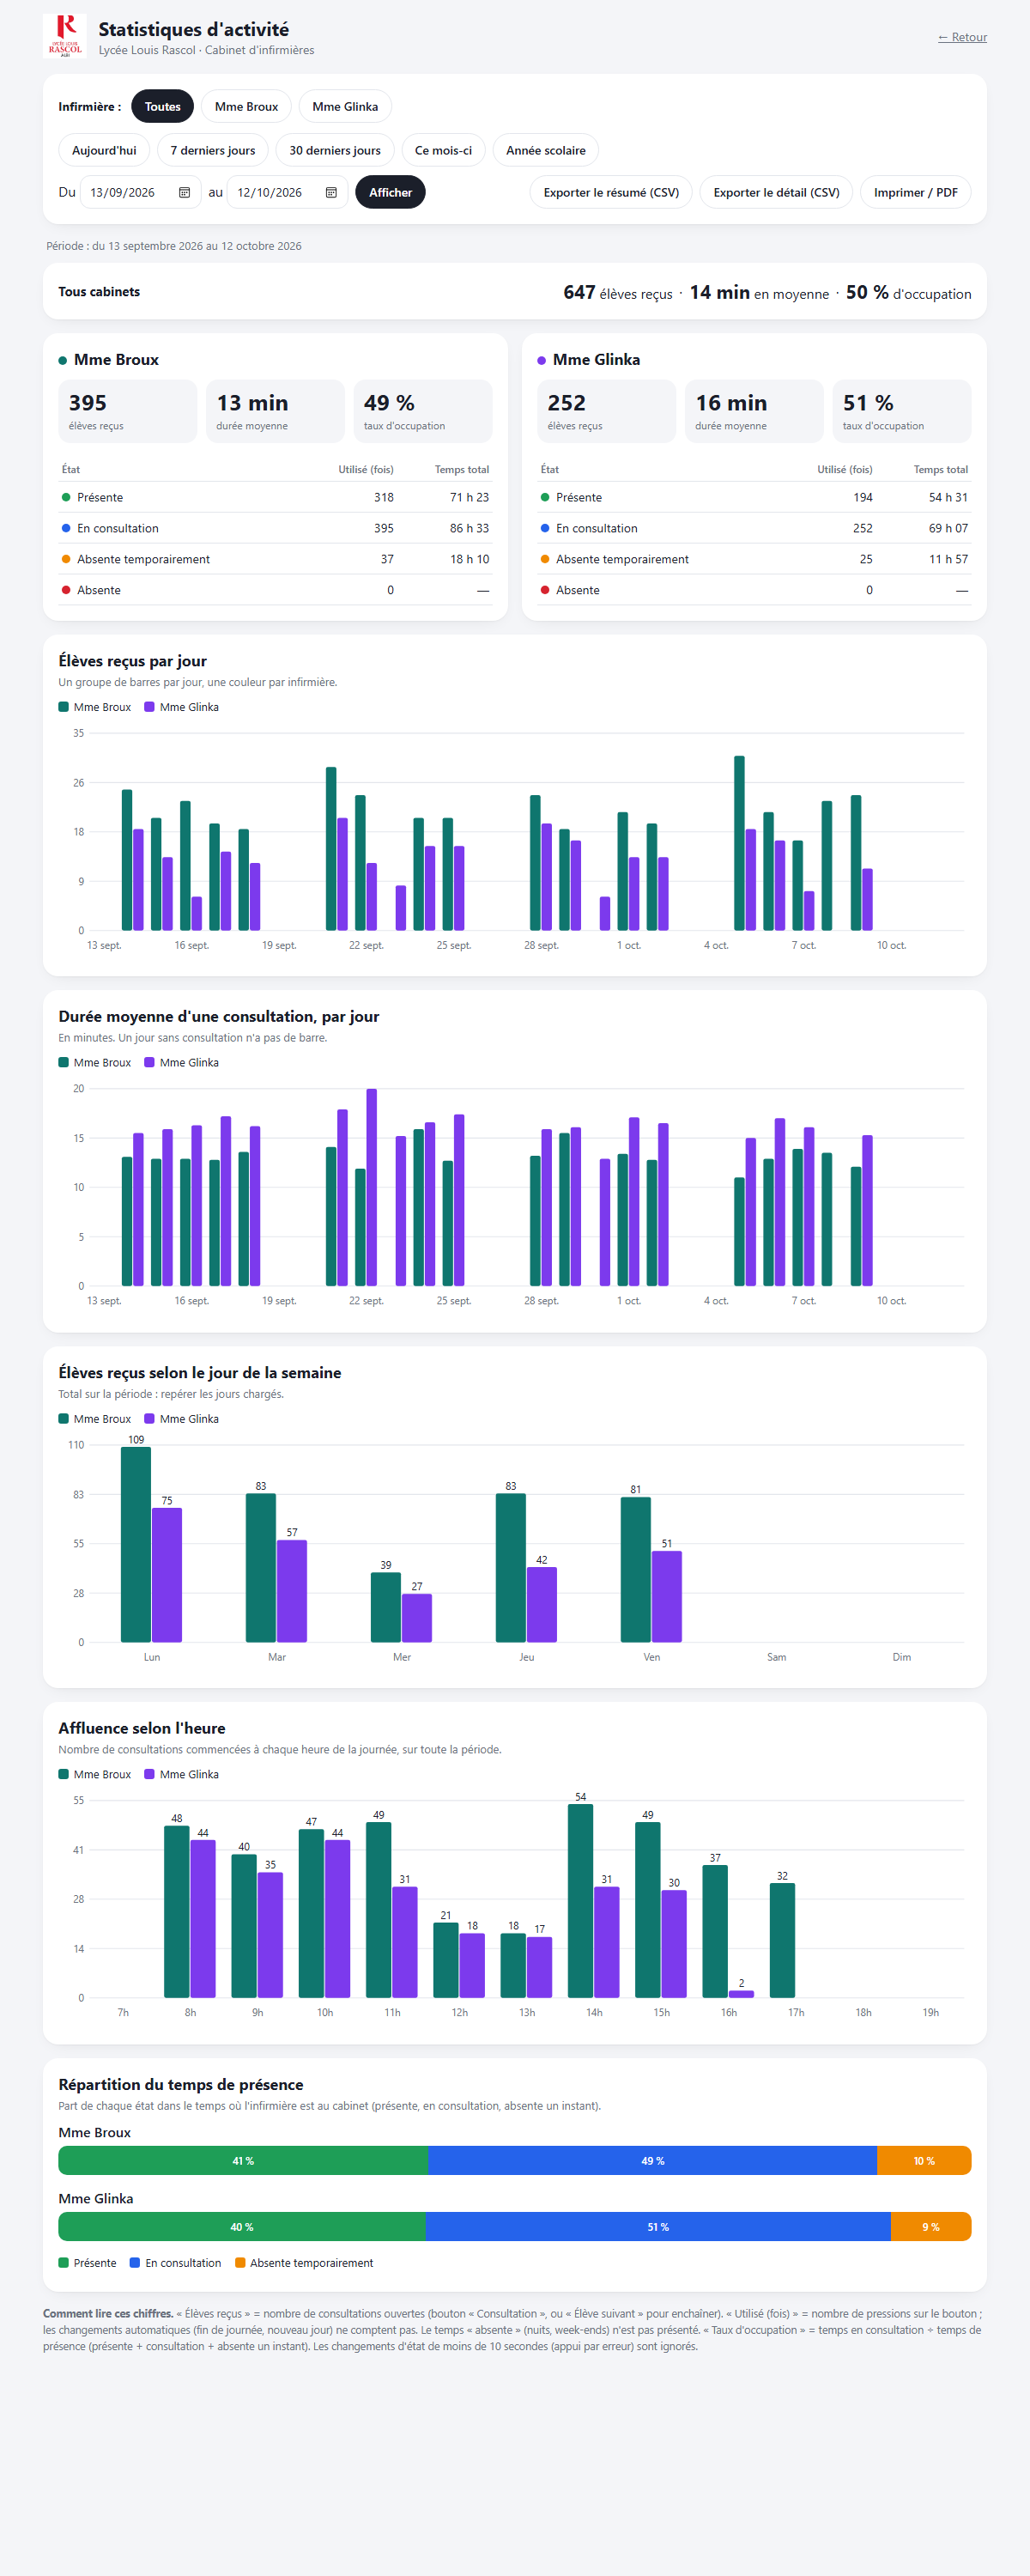 LYCÉE LOUIS
RASCOL
ALBI
Statistiques d'activité
Lycée Louis Rascol · Cabinet d'infirmières
← Retour
Infirmière : Toutes Mme Broux Mme Glinka
Aujourd'hui 7 derniers jours 30 derniers jours Ce mois-ci Année scolaire
Du 13/09/2026 au 12/10/2026 Afficher Exporter le résumé (CSV) Exporter le détail (CSV) Imprimer / PDF
Période : du 13 septembre 2026 au 12 octobre 2026
Tous cabinets 647 élèves reçus · 14 min en moyenne · 50 % d'occupation
Mme Broux
395 13 min 49 %
élèves reçus durée moyenne taux d'occupation
État Utilisé (fois) Temps total
Présente 318 71 h 23
En consultation 395 86 h 33
Absente temporairement 37 18 h 10
Absente 0 —
Mme Glinka
252 16 min 51 %
élèves reçus durée moyenne taux d'occupation
État Utilisé (fois) Temps total
Présente 194 54 h 31
En consultation 252 69 h 07
Absente temporairement 25 11 h 57
Absente 0 —
Élèves reçus par jour
Un groupe de barres par jour, une couleur par infirmière.
Mme Broux Mme Glinka
35
26
18
9
0
13 sept. 16 sept. 19 sept. 22 sept. 25 sept. 28 sept. 1 oct. 4 oct. 7 oct. 10 oct.
Durée moyenne d'une consultation, par jour
En minutes. Un jour sans consultation n'a pas de barre.
Mme Broux Mme Glinka
20
15
10
5
0
13 sept. 16 sept. 19 sept. 22 sept. 25 sept. 28 sept. 1 oct. 4 oct. 7 oct. 10 oct.
Élèves reçus selon le jour de la semaine
Total sur la période : repérer les jours chargés.
Mme Broux Mme Glinka
110
83
55
28
0
109 75 83 57 39 27 83 42 81 51
Lun Mar Mer Jeu Ven Sam Dim
Affluence selon l'heure
Nombre de consultations commencées à chaque heure de la journée, sur toute la période.
Mme Broux Mme Glinka
55
41
28
14
0
48 44 40 35 47 44 49 31 21 18 18 17 54 31 49 30 37 2 32
7h 8h 9h 10h 11h 12h 13h 14h 15h 16h 17h 18h 19h
Répartition du temps de présence
Part de chaque état dans le temps où l'infirmière est au cabinet (présente, en consultation, absente un instant).
Mme Broux
41 % 49 % 10 %
Mme Glinka
40 % 51 % 9 %
Présente En consultation Absente temporairement
Comment lire ces chiffres. « Élèves reçus » = nombre de consultations ouvertes (bouton « Consultation », ou « Élève suivant » pour enchaîner). « Utilisé (fois) » = nombre de pressions sur le bouton ;
les changements automatiques (fin de journée, nouveau jour) ne comptent pas. Le temps « absente » (nuits, week-ends) n'est pas présenté. « Taux d'occupation » = temps en consultation ÷ temps de
présence (présente + consultation + absente un instant). Les changements d'état de moins de 10 secondes (appui par erreur) sont ignorés.